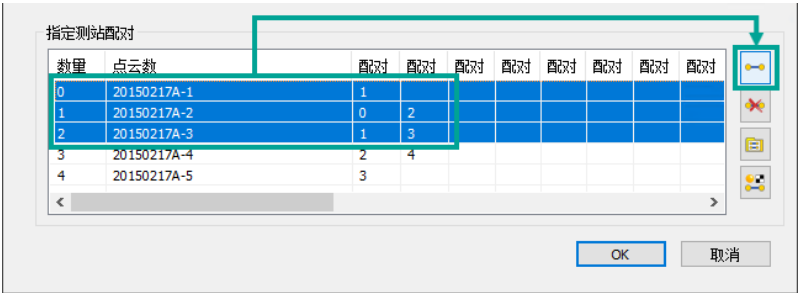 指定测站配对
数量 点云数 配对 配对 配对 配对 配对 配对 配对 配对
0 20150217A-1 1
1 20150217A-2 0 2
2 20150217A-3 1 3
3 20150217A-4 2 4
4 20150217A-5 3
OK 取消